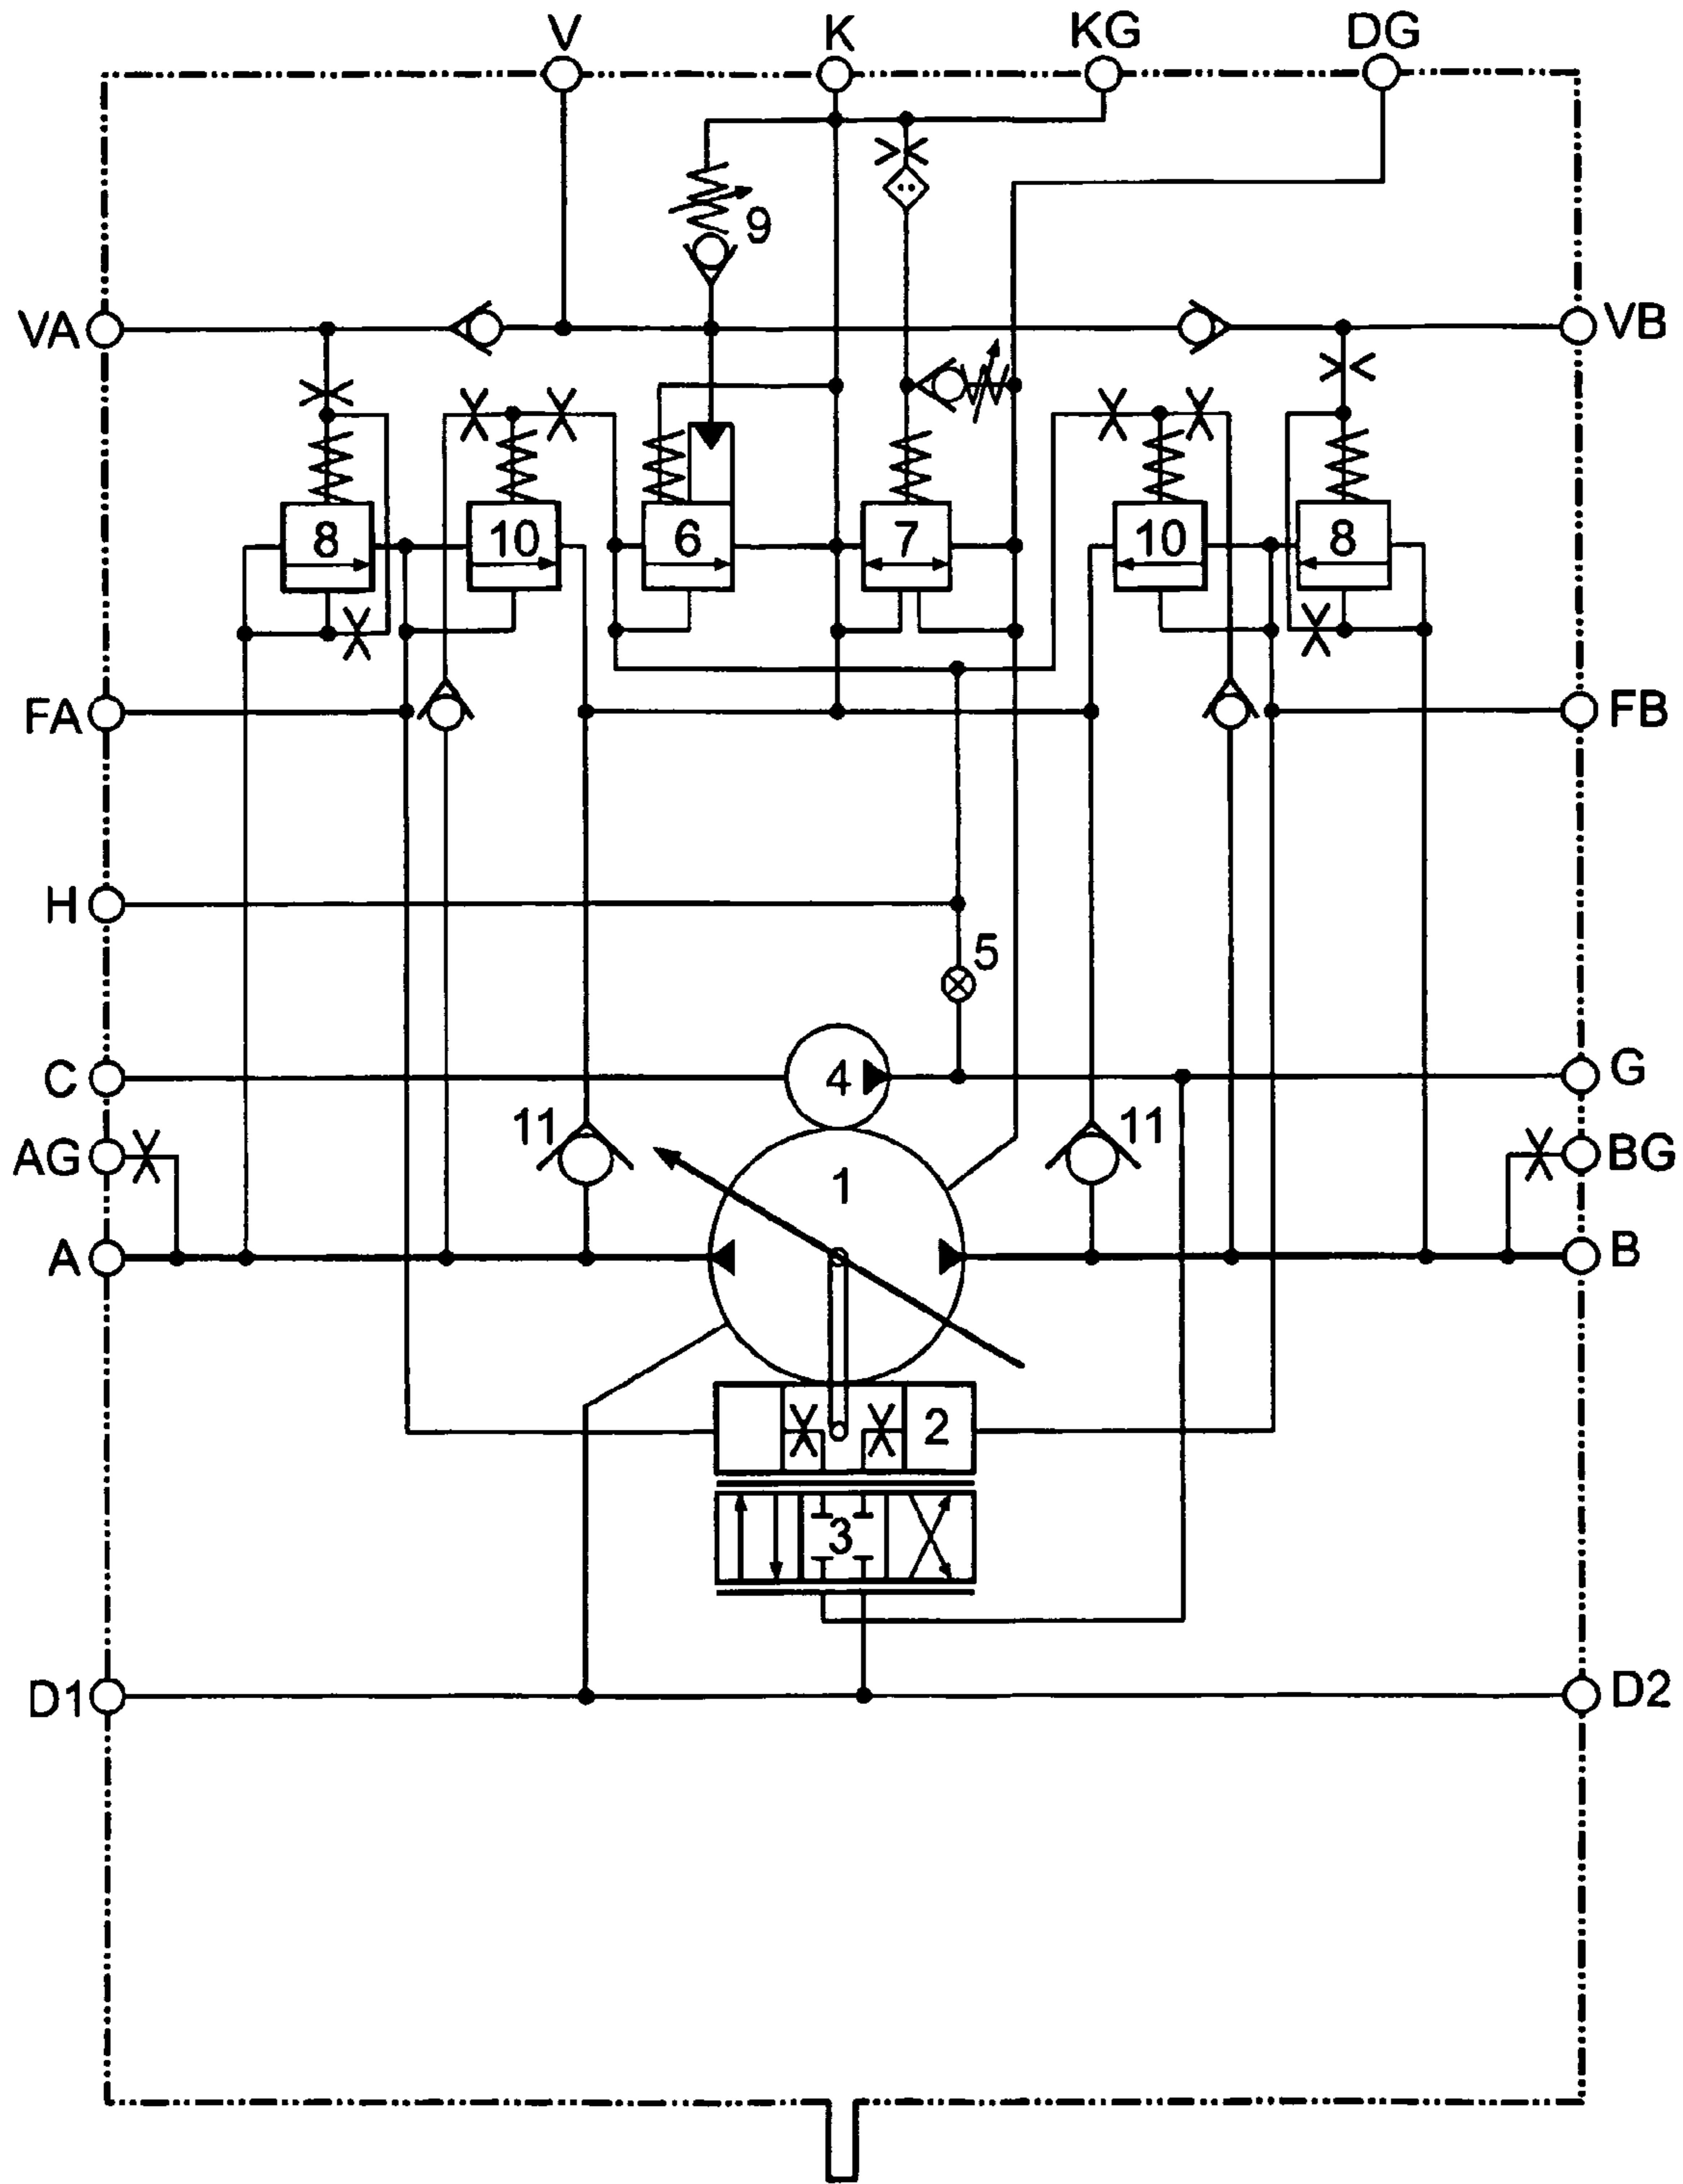 V K KG DG
9
VA VB
8 10 6 7 10 8
FA FB
H
5
C 4 G
11 11
AG BG
1
A B
2
3
D1 D2